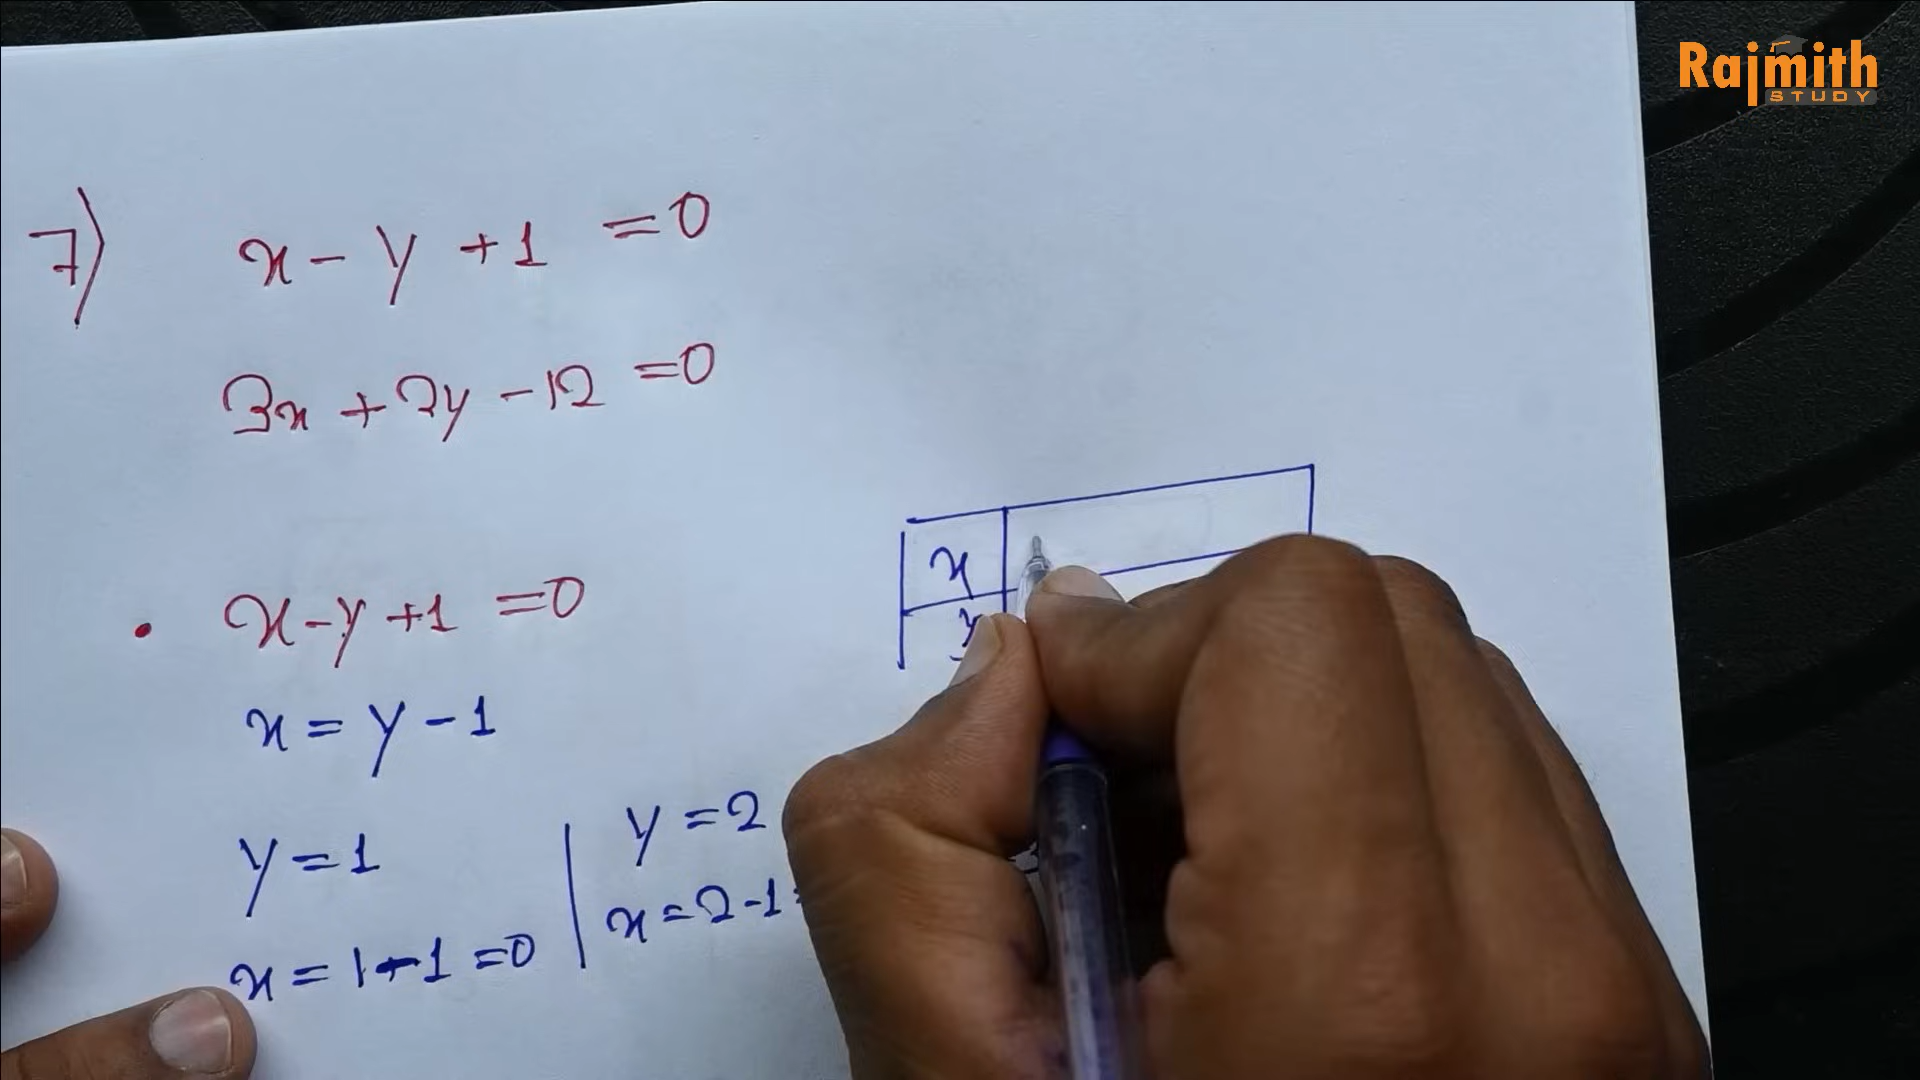 Rajmith
STUDY
7) x - y + 1 = 0
3x + 2y - 12 = 0
• x - y + 1 = 0
x = y - 1
y = 1
x = 1 - 1 = 0
y = 2
x = 2 - 1
x
y